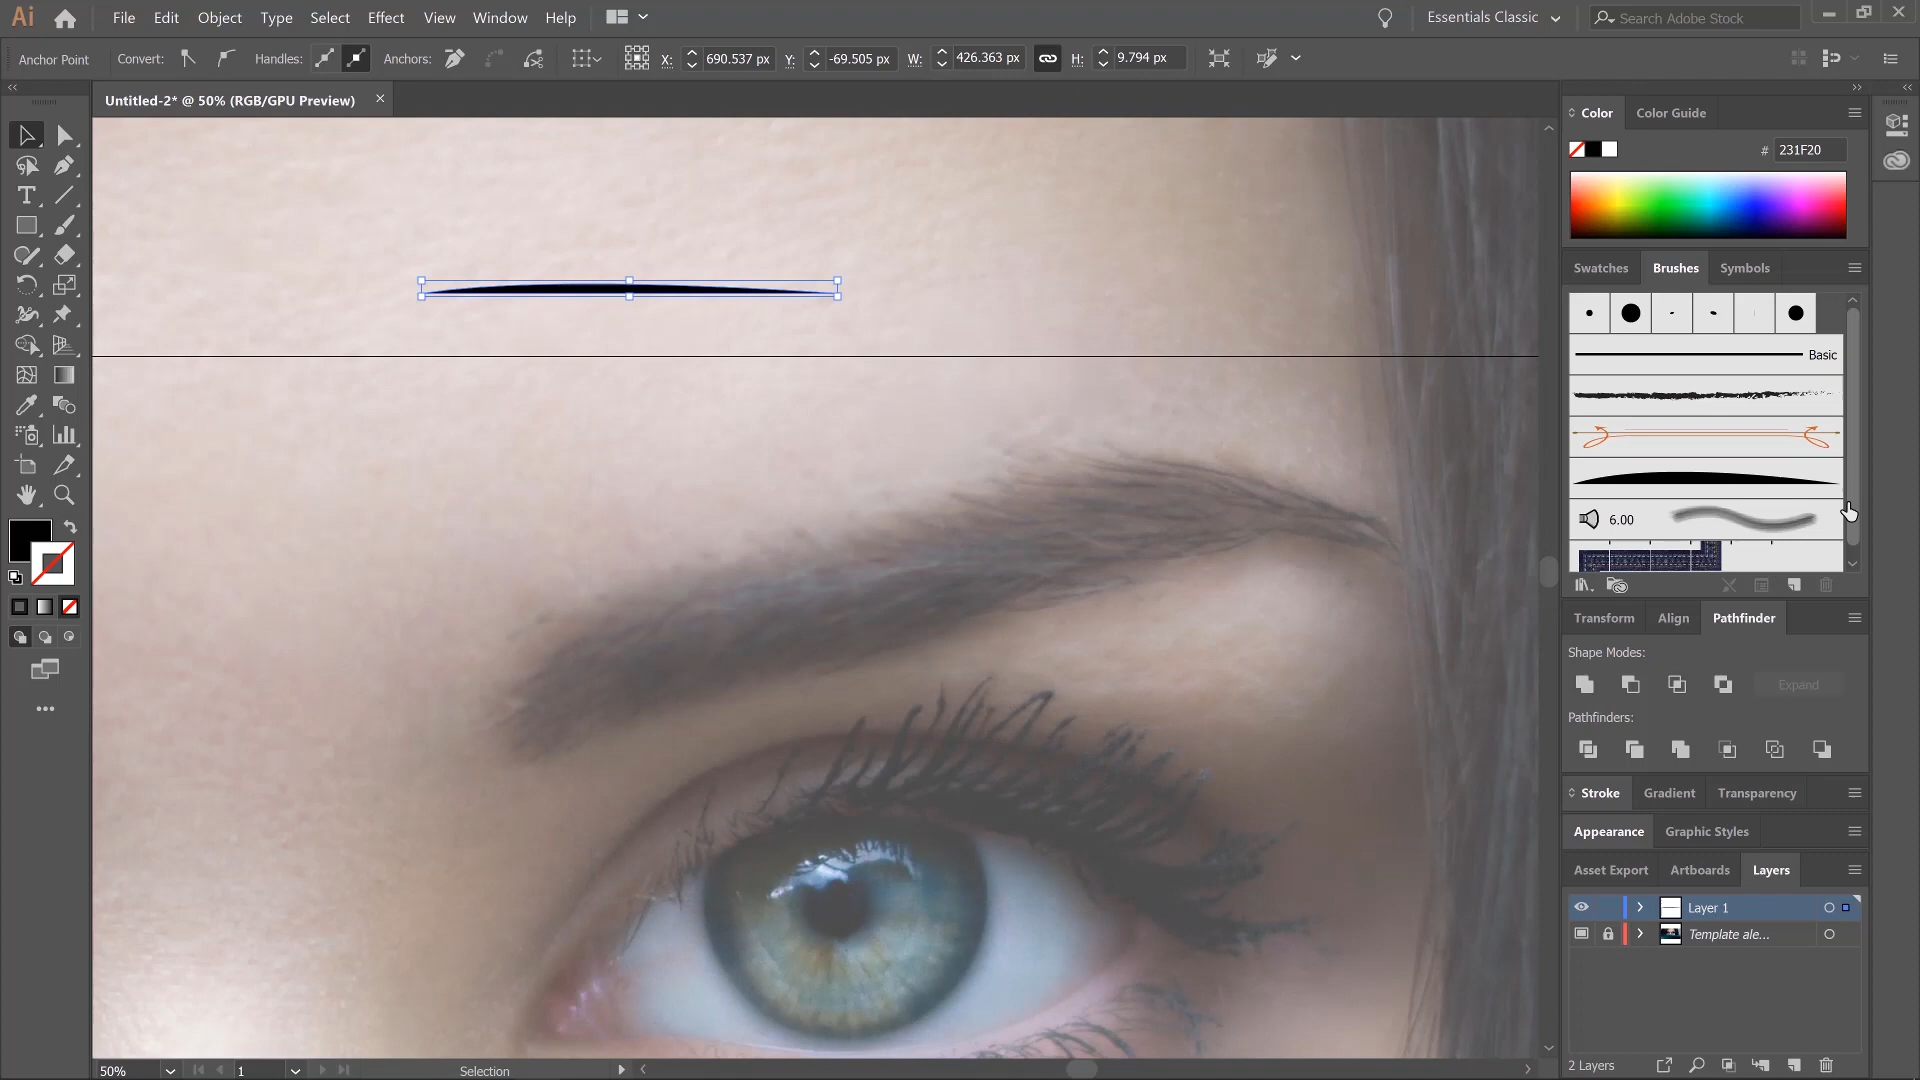 Ai File Edit Object Type Select Effect View Window Help Essentials Classic Search Adobe Stock
Anchor Point Convert: Handles: Anchors: X: 690.537 px Y: -69.505 px W: 426.363 px H: 9.794 px
Untitled-2* @ 50% (RGB/GPU Preview)
Color Color Guide
# 231F20
Swatches Brushes Symbols
Basic
6.00
Transform Align Pathfinder
Shape Modes:
Expand
Pathfinders:
Stroke Gradient Transparency
Appearance Graphic Styles
Asset Export Artboards Layers
Layer 1
Template ale...
2 Layers
50% 1 Selection